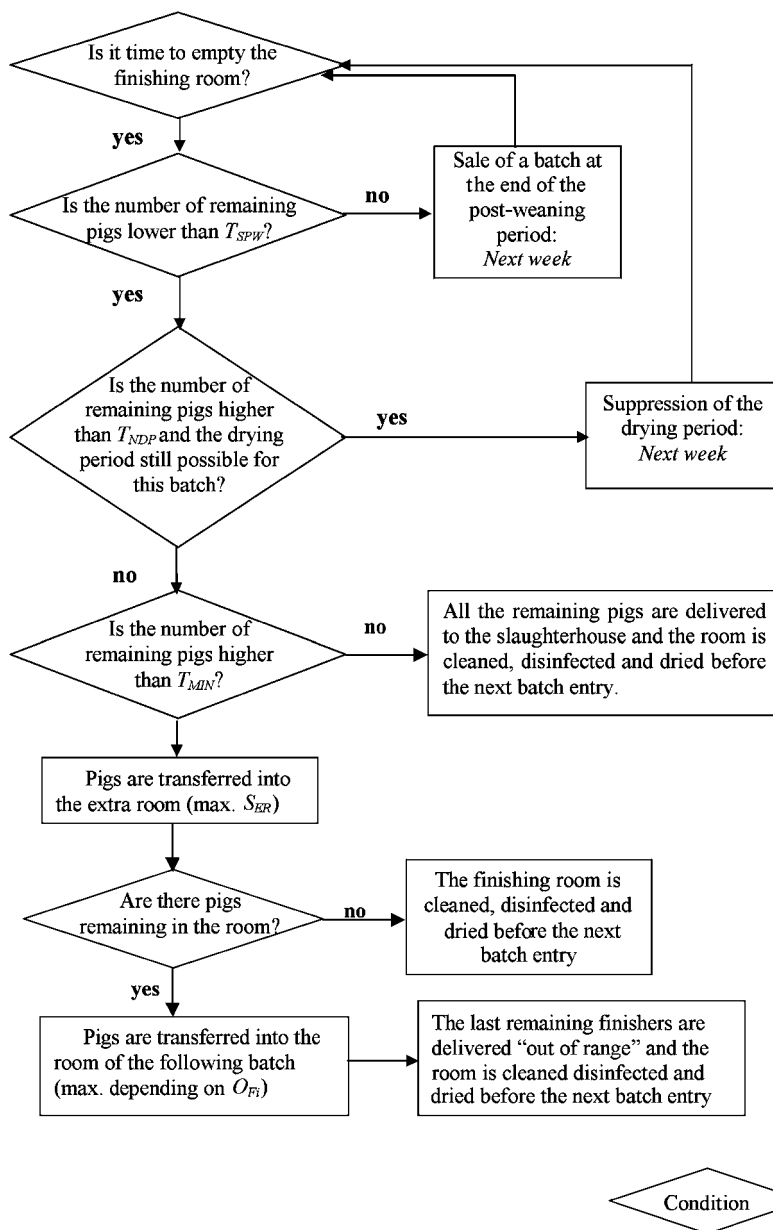 Is it time to empty the
finishing room?
yes
Is the number of remaining
pigs lower than T_SPW?
no
Sale of a batch at
the end of the
post-weaning
period:
Next week
yes
Is the number of
remaining pigs higher
than T_NDP and the drying
period still possible for
this batch?
yes
Suppression of the
drying period:
Next week
no
Is the number of
remaining pigs higher
than T_MIN?
no
All the remaining pigs are delivered
to the slaughterhouse and the room is
cleaned, disinfected and dried before
the next batch entry.
Pigs are transferred into
the extra room (max. S_ER)
Are there pigs
remaining in the room?
no
The finishing room is
cleaned, disinfected and
dried before the next
batch entry
yes
Pigs are transferred into the
room of the following batch
(max. depending on O_Fi)
The last remaining finishers are
delivered “out of range” and the
room is cleaned disinfected and
dried before the next batch entry
Condition